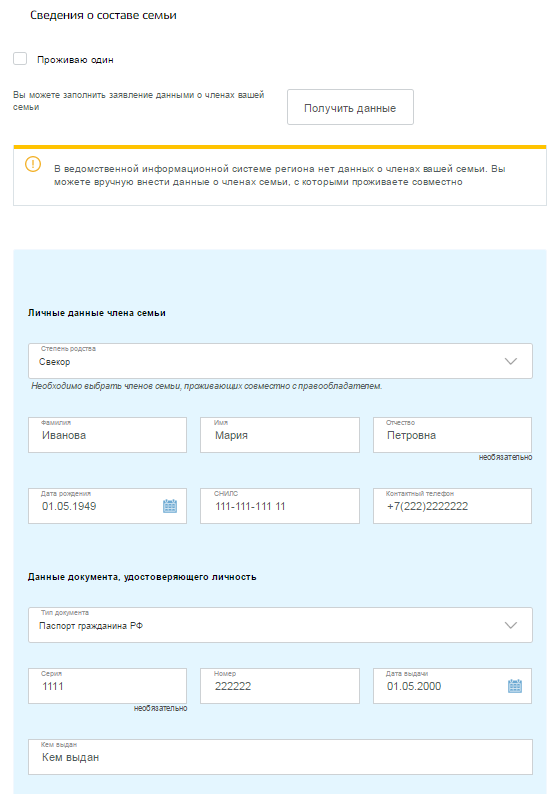 Сведения о составе семьи
Проживаю один
Вы можете заполнить заявление данными о членах вашей
семьи
Получить данные
В ведомственной информационной системе региона нет данных о членах вашей семьи. Вы
можете вручную внести данные о членах семьи, с которыми проживаете совместно
Личные данные члена семьи
Степень родства
Свекор
Необходимо выбрать членов семьи, проживающих совместно с правообладателем.
Фамилия
Иванова
Имя
Мария
Отчество
Петровна
необязательно
Дата рождения
01.05.1949
СНИЛС
111-111-111 11
Контактный телефон
+7(222)2222222
Данные документа, удостоверяющего личность
Тип документа
Паспорт гражданина РФ
Серия
1111
необязательно
Номер
222222
Дата выдачи
01.05.2000
Кем выдан
Кем выдан